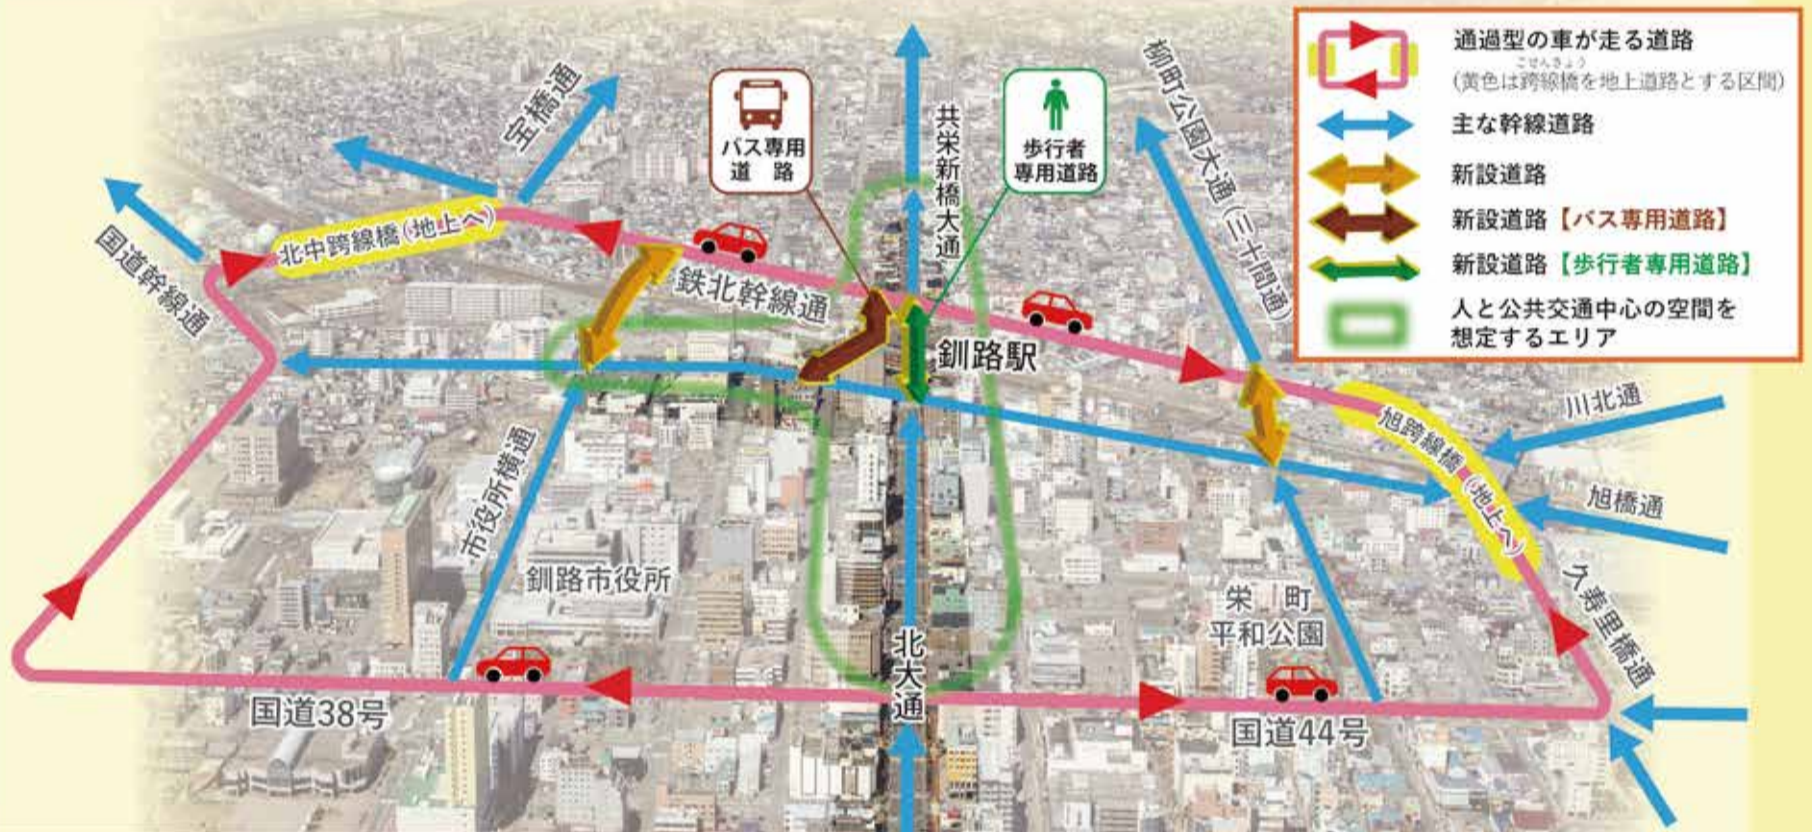 通過型の車が走る道路
こせんきょう
(黄色は跨線橋を地上道路とする区間)
主な幹線道路
新設道路
新設道路【バス専用道路】
新設道路【歩行者専用道路】
人と公共交通中心の空間を
想定するエリア
宝橋通
バス専用
道 路
共栄新橋大通
歩行者
専用道路
柳町公園大通(三十間通)
国道幹線通
北中跨線橋(地上へ)
鉄北幹線通
釧路駅
川北通
旭跨線橋(地上へ)
旭橋通
市役所横通
釧路市役所
栄 町
平和公園
久寿里橋通
北大通
国道38号
国道44号